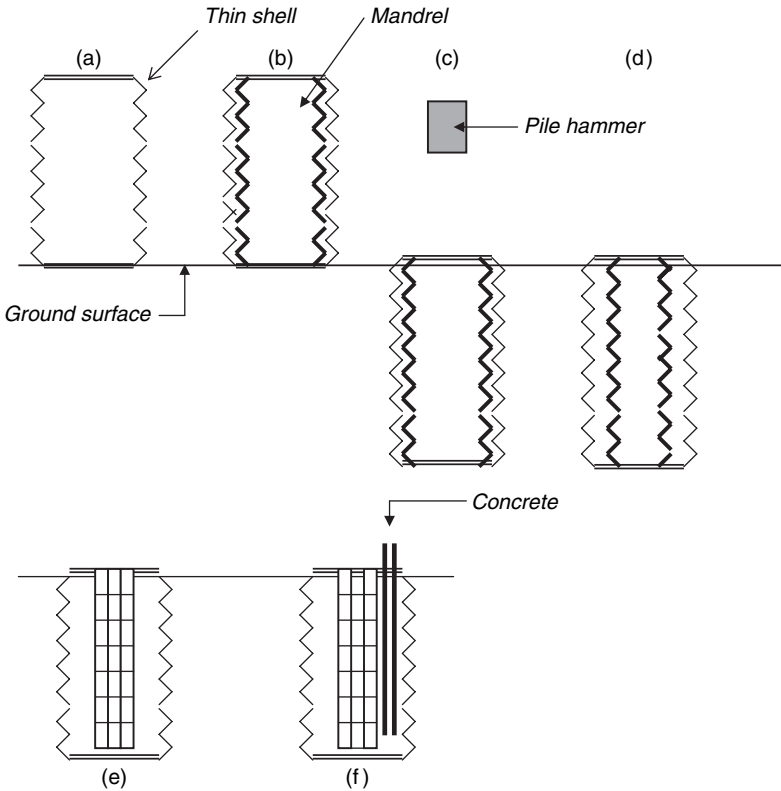 Thin shell
Mandrel
(a)
(b)
(c)
(d)
Pile hammer
Ground surface
Concrete
(e)
(f)